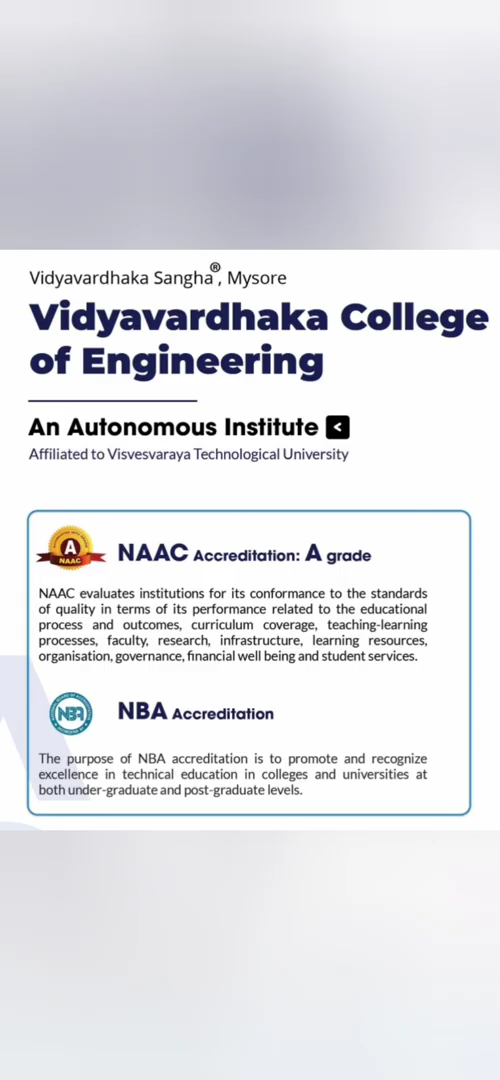 Vidyavardhaka Sangha®, Mysore
Vidyavardhaka College
of Engineering
An Autonomous Institute <
Affiliated to Visvesvaraya Technological University
A
NAAC
NAAC Accreditation: A grade
NAAC evaluates institutions for its conformance to the standards
of quality in terms of its performance related to the educational
process and outcomes, curriculum coverage, teaching-learning
processes, faculty, research, infrastructure, learning resources,
organisation, governance, financial well being and student services.
NBA
NBA Accreditation
The purpose of NBA accreditation is to promote and recognize
excellence in technical education in colleges and universities at
both under-graduate and post-graduate levels.